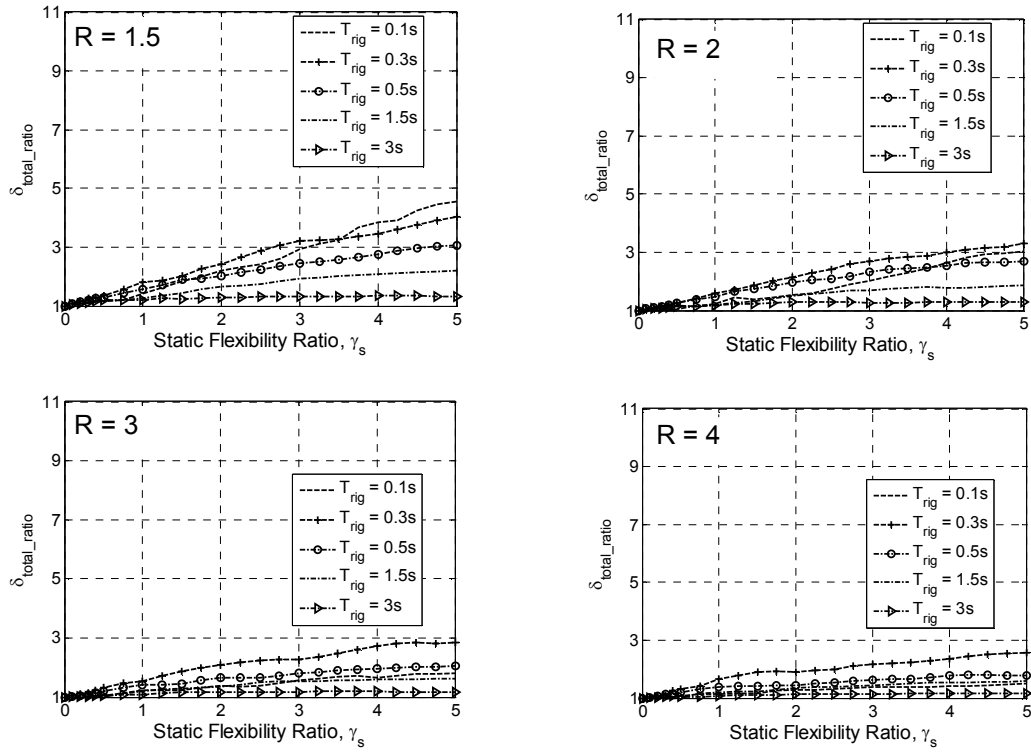 R = 1.5
T_rig = 0.1s
T_rig = 0.3s
T_rig = 0.5s
T_rig = 1.5s
T_rig = 3s
11
9
7
5
3
1
δ_total_ratio
0 1 2 3 4 5
Static Flexibility Ratio, γ_s
R = 2
T_rig = 0.1s
T_rig = 0.3s
T_rig = 0.5s
T_rig = 1.5s
T_rig = 3s
11
9
7
5
3
1
δ_total_ratio
0 1 2 3 4 5
Static Flexibility Ratio, γ_s
R = 3
T_rig = 0.1s
T_rig = 0.3s
T_rig = 0.5s
T_rig = 1.5s
T_rig = 3s
11
9
7
5
3
1
δ_total_ratio
0 1 2 3 4 5
Static Flexibility Ratio, γ_s
R = 4
T_rig = 0.1s
T_rig = 0.3s
T_rig = 0.5s
T_rig = 1.5s
T_rig = 3s
11
9
7
5
3
1
δ_total_ratio
0 1 2 3 4 5
Static Flexibility Ratio, γ_s